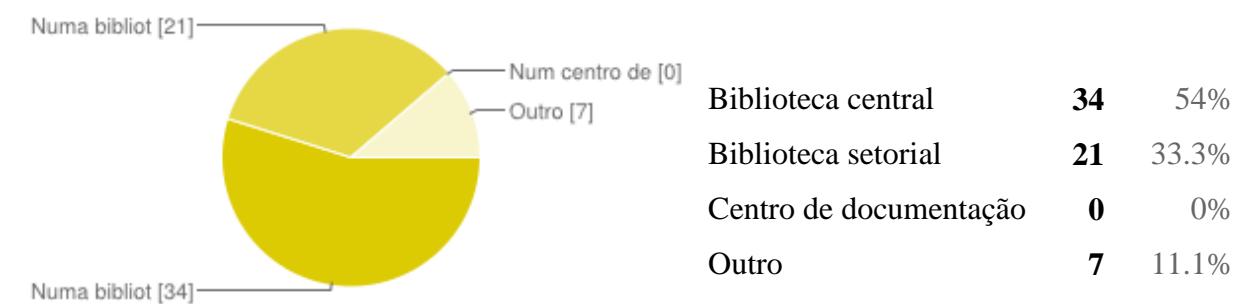 Numa bibliot [21]
Num centro de [0]
Outro [7]
Numa bibliot [34]
Biblioteca central 34 54%
Biblioteca setorial 21 33.3%
Centro de documentação 0 0%
Outro 7 11.1%